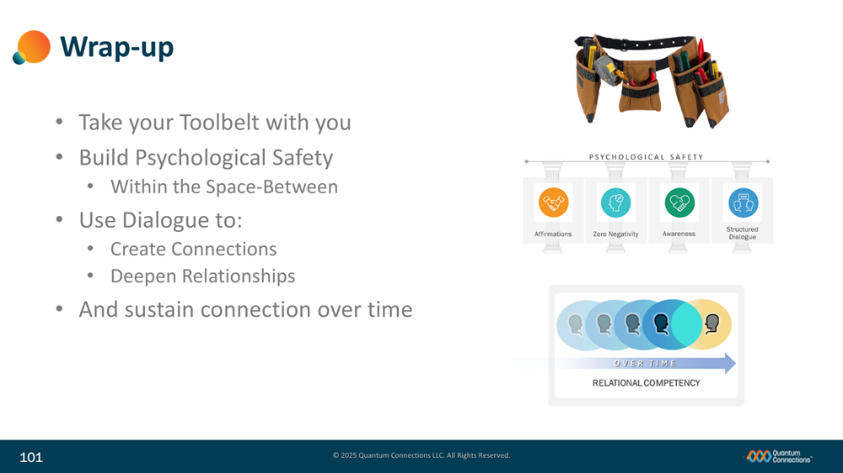 Wrap-up
• Take your Toolbelt with you
• Build Psychological Safety
• Within the Space-Between
• Use Dialogue to:
• Create Connections
• Deepen Relationships
• And sustain connection over time
PSYCHOLOGICAL SAFETY
Affirmations
Zero Negativity
Awareness
Structured
Dialogue
OVER TIME
RELATIONAL COMPETENCY
101
© 2025 Quantum Connections LLC. All Rights Reserved.
Quantum
Connections™